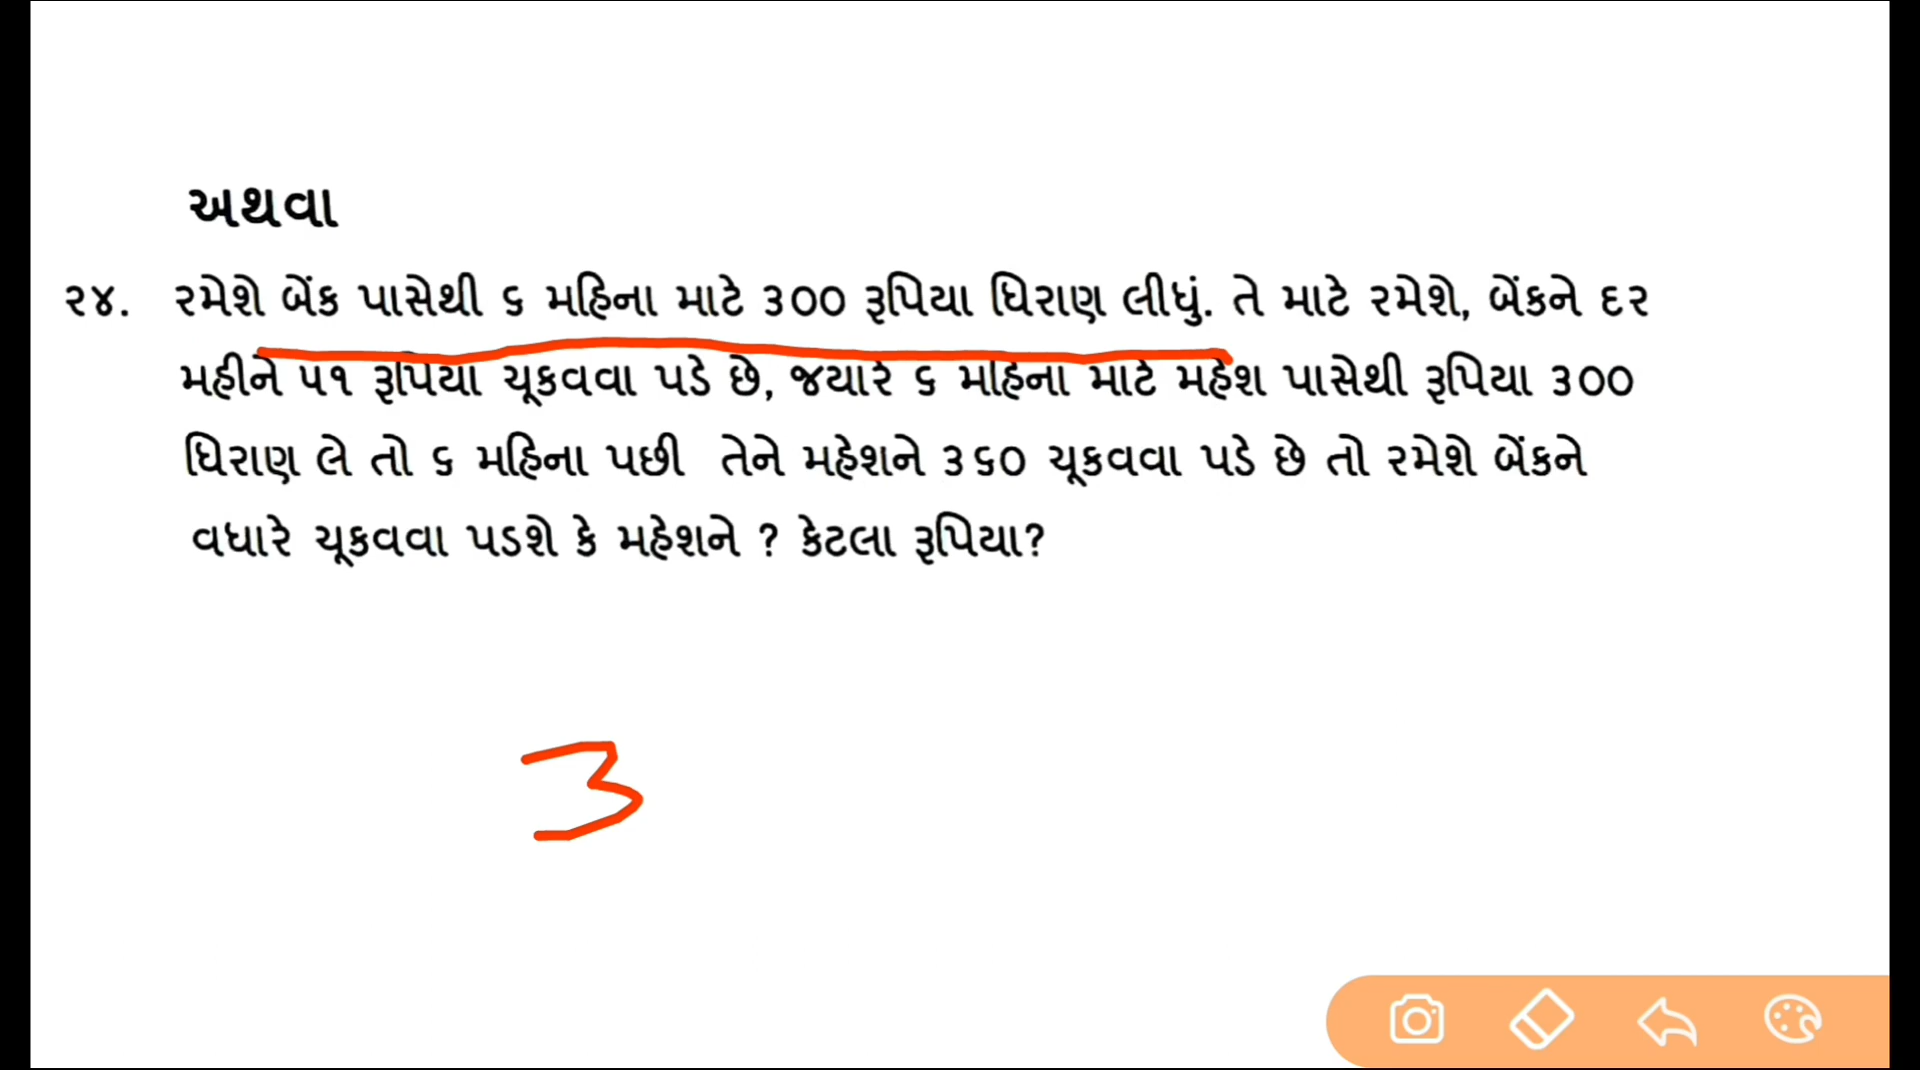 અથવા
૨૪. રમેશે બેંક પાસેથી ૬ મહિના માટે ૩૦૦ રૂપિયા ધિરાણ લીધું. તે માટે રમેશે, બેંકને દર
મહીને ૫૧ રૂપિયા ચૂકવવા પડે છે, જયારે ૬ મહિના માટે મહેશ પાસેથી રૂપિયા ૩૦૦
ધિરાણ લે તો ૬ મહિના પછી તેને મહેશને ૩૬૦ ચૂકવવા પડે છે તો રમેશે બેંકને
વધારે ચૂકવવા પડશે કે મહેશને ? કેટલા રૂપિયા?
3